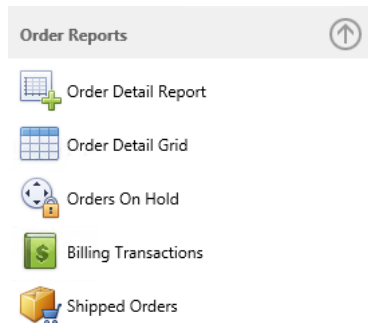 Order Reports
Order Detail Report
Order Detail Grid
Orders On Hold
Billing Transactions
Shipped Orders